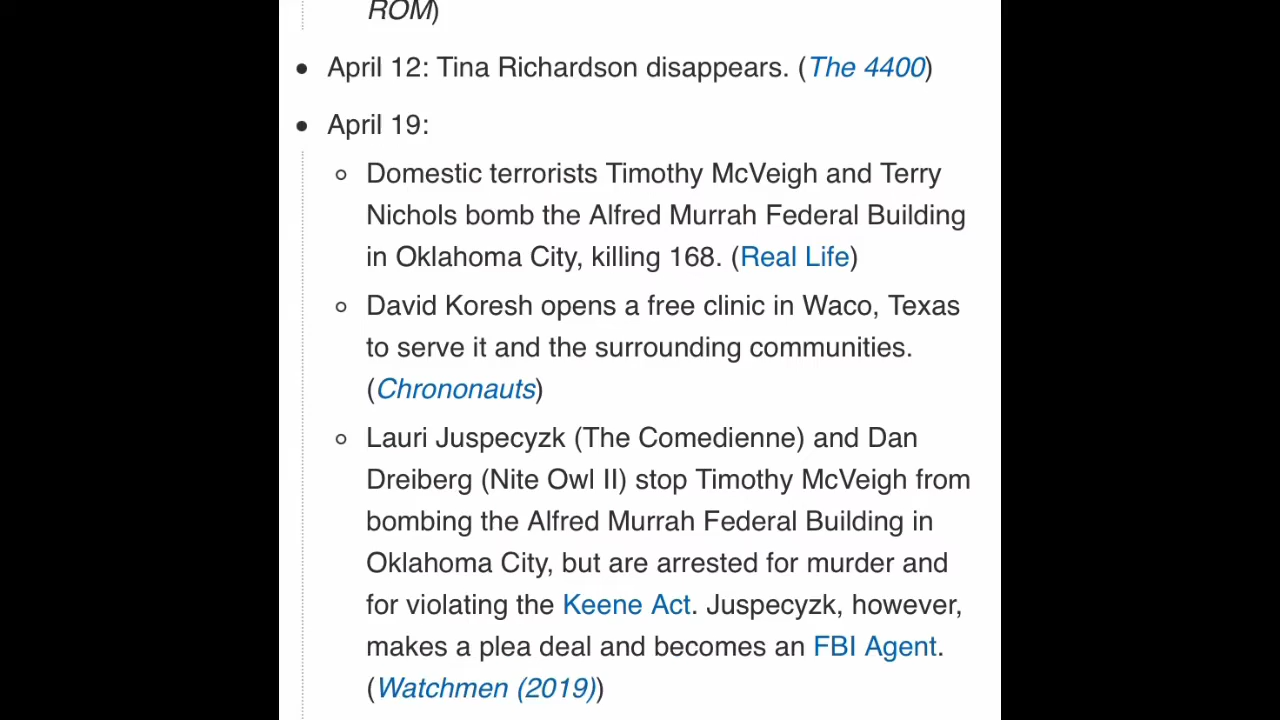 ROM)
• April 12: Tina Richardson disappears. (The 4400)
• April 19:
◦ Domestic terrorists Timothy McVeigh and Terry
Nichols bomb the Alfred Murrah Federal Building
in Oklahoma City, killing 168. (Real Life)
◦ David Koresh opens a free clinic in Waco, Texas
to serve it and the surrounding communities.
(Chrononauts)
◦ Lauri Juspecyzk (The Comedienne) and Dan
Dreiberg (Nite Owl II) stop Timothy McVeigh from
bombing the Alfred Murrah Federal Building in
Oklahoma City, but are arrested for murder and
for violating the Keene Act. Juspecyzk, however,
makes a plea deal and becomes an FBI Agent.
(Watchmen (2019))